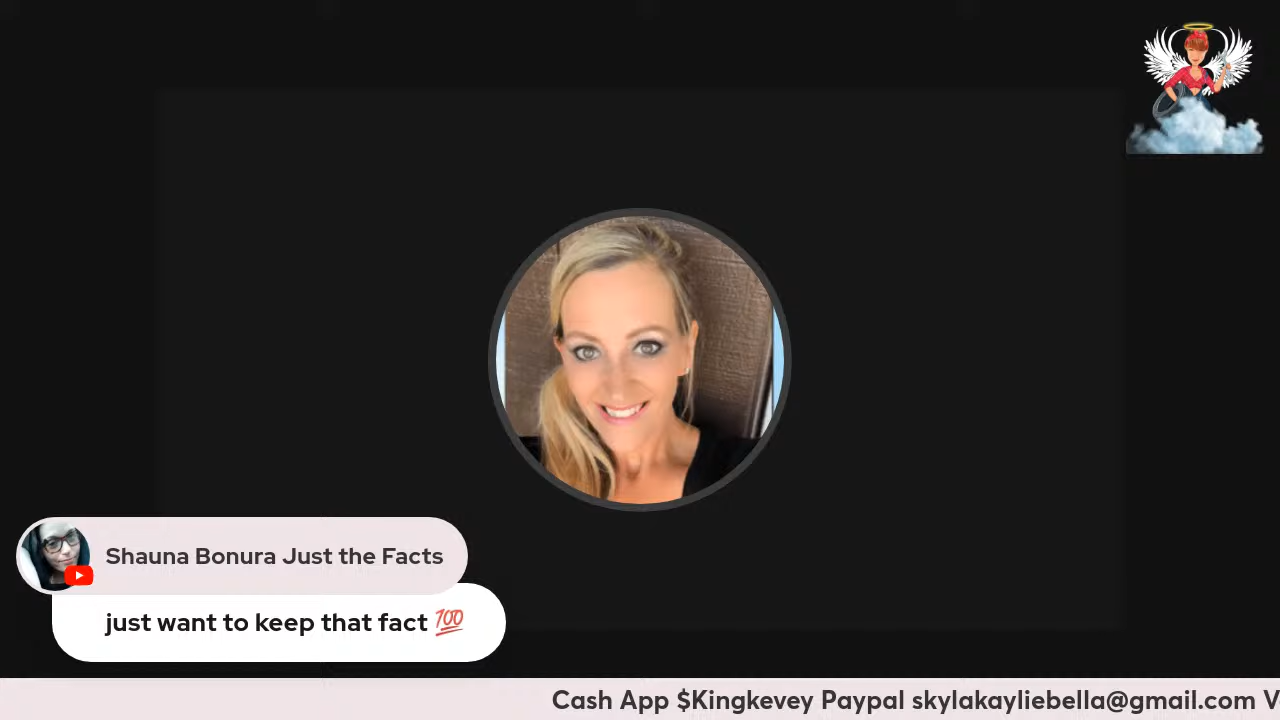 Shauna Bonura Just the Facts
just want to keep that fact 💯
Cash App $Kingkevey Paypal skylakayliebella@gmail.com V